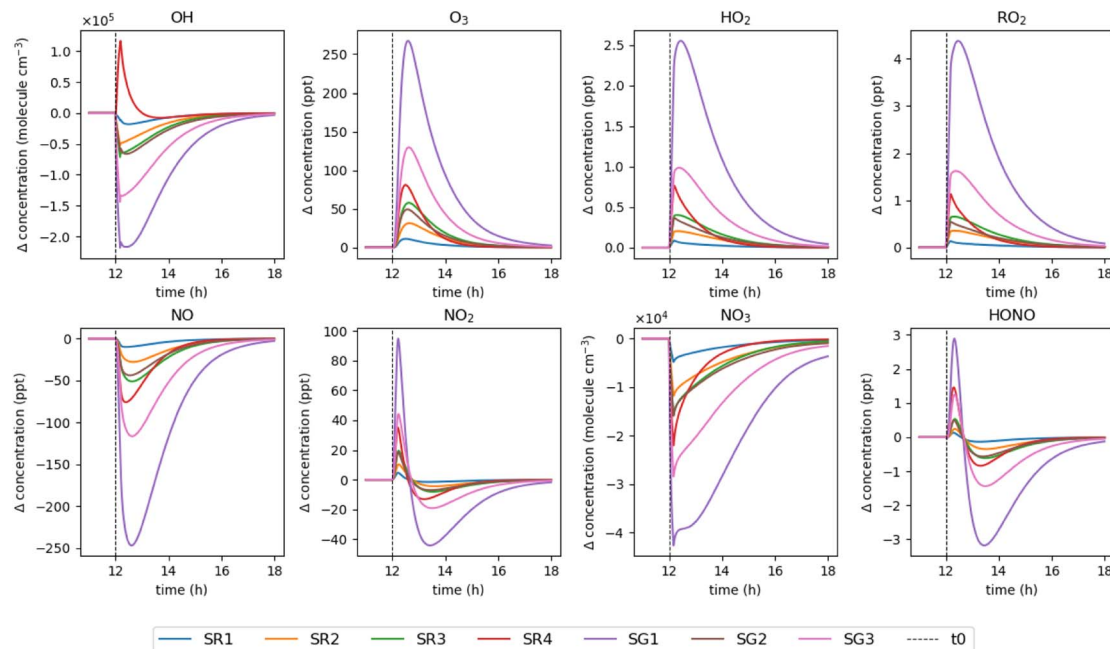 OH
×10⁵
Δ concentration (molecule cm⁻³)
1.0
0.5
0.0
−0.5
−1.0
−1.5
−2.0
12 14 16 18
time (h)
O₃
Δ concentration (ppt)
250
200
150
100
50
0
12 14 16 18
time (h)
HO₂
Δ concentration (ppt)
2.5
2.0
1.5
1.0
0.5
0.0
12 14 16 18
time (h)
RO₂
Δ concentration (ppt)
4
3
2
1
0
12 14 16 18
time (h)
NO
Δ concentration (ppt)
0
−50
−100
−150
−200
−250
12 14 16 18
time (h)
NO₂
Δ concentration (ppt)
100
80
60
40
20
0
−20
−40
12 14 16 18
time (h)
NO₃
×10⁴
Δ concentration (molecule cm⁻³)
0
−1
−2
−3
−4
12 14 16 18
time (h)
HONO
Δ concentration (ppt)
3
2
1
0
−1
−2
−3
12 14 16 18
time (h)
SR1 SR2 SR3 SR4 SG1 SG2 SG3 t0